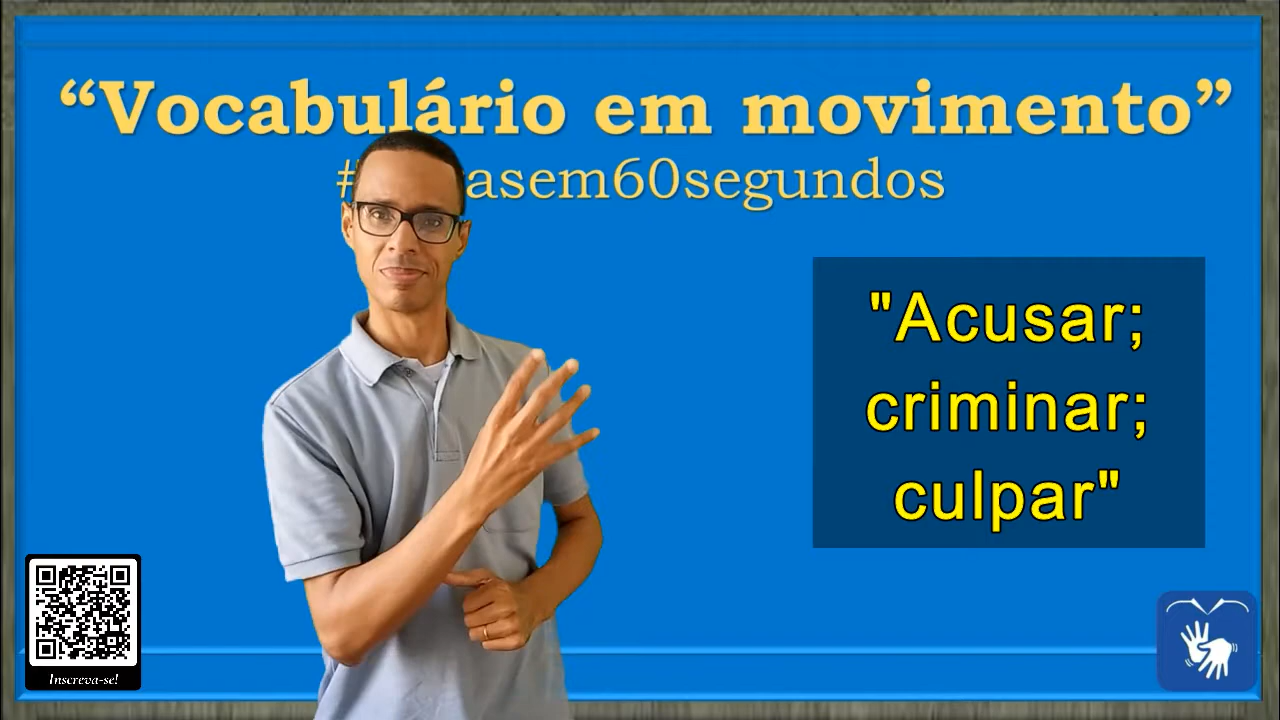 “Vocabulário em movimento”
#
asem60segundos
"Acusar;
criminar;
culpar"
Inscreva-se!